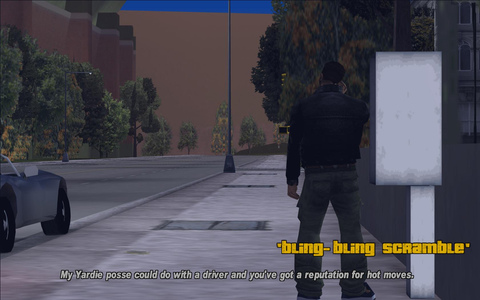 "bling-bling scramble"
My Yardie posse could do with a driver and you've got a reputation for hot moves.